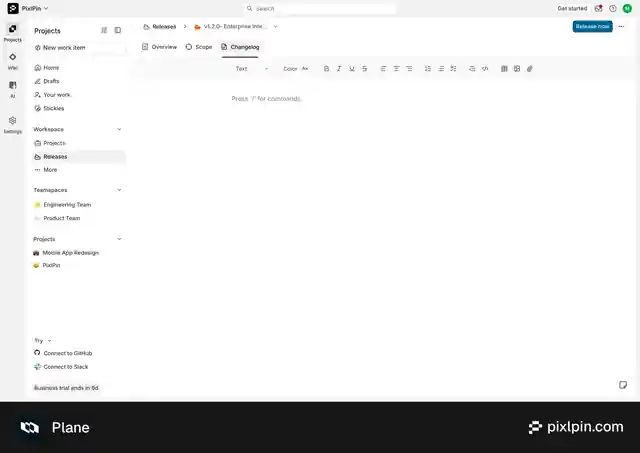 PixlPin
Search
Get started
M
Projects
Wiki
AI
Settings
Projects
New work item
Home
Drafts
Your work
Stickies
Workspace
Projects
Releases
More
Teamspaces
Engineering Team
Product Team
Projects
Mobile App Redesign
PixlPin
Try
Connect to GitHub
Connect to Slack
Business trial ends in 6d
Releases
v1.2.0- Enterprise Inte...
Release now
Overview
Scope
Changelog
Text
Color
Press '/' for commands.
Plane
pixlpin.com